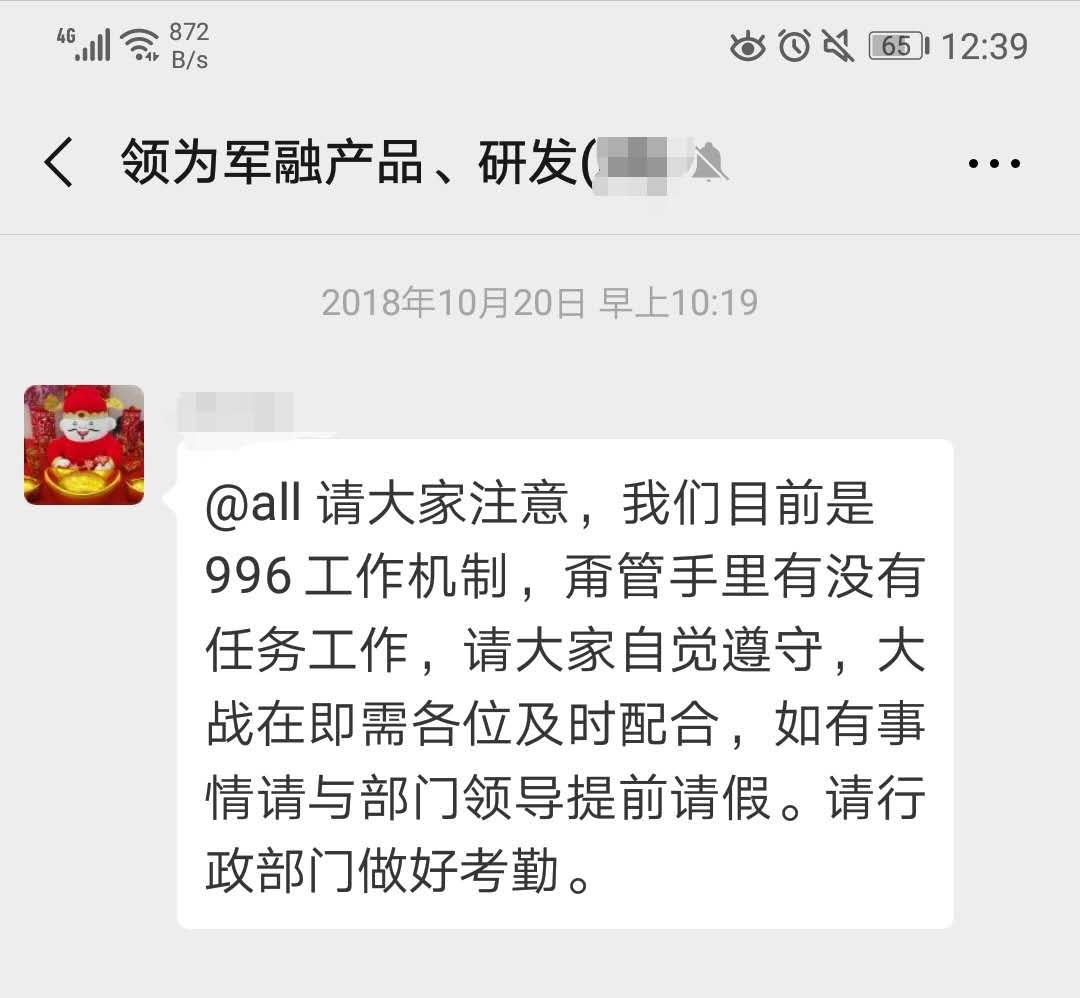 4G 872 B/s 65 12:39
领为军融产品、研发(
2018年10月20日 早上10:19
@all 请大家注意，我们目前是
996 工作机制，甭管手里有没有
任务工作，请大家自觉遵守，大
战在即需各位及时配合，如有事
情请与部门领导提前请假。请行
政部门做好考勤。